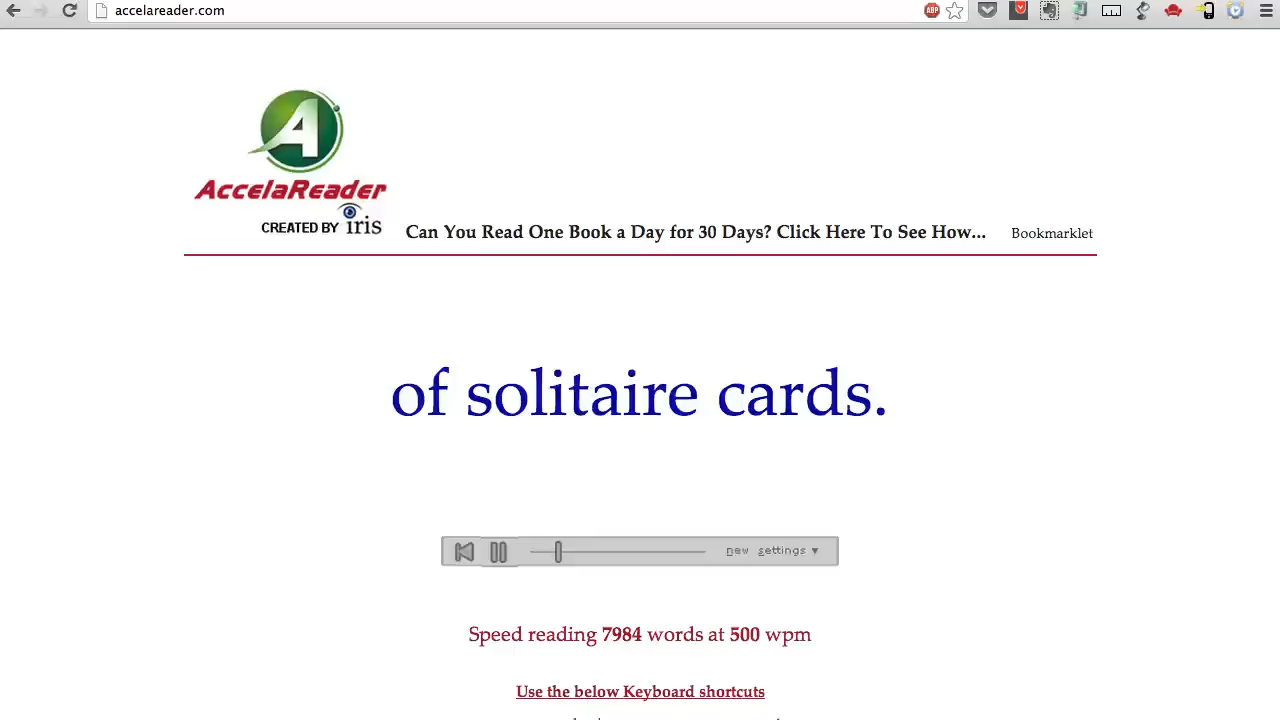 accelareader.com
ABP
A
AccelaReader
CREATED BY iris
Can You Read One Book a Day for 30 Days? Click Here To See How...
Bookmarklet
of solitaire cards.
new settings ▼
Speed reading 7984 words at 500 wpm
Use the below Keyboard shortcuts